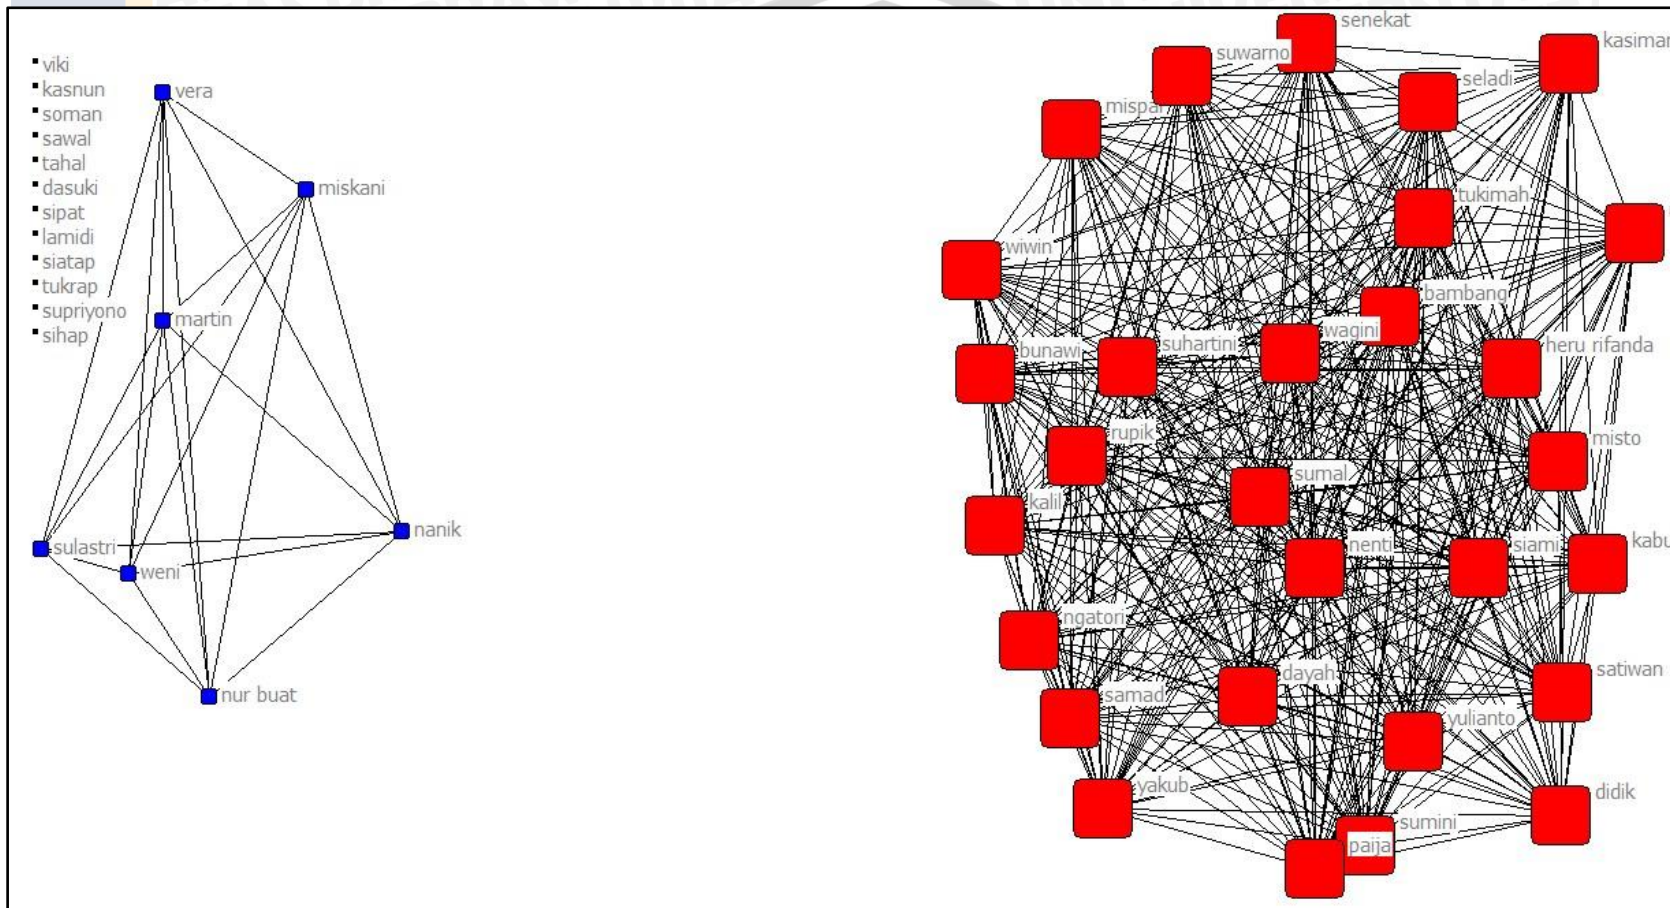 viki
kasnun
soman
sawal
tahal
dasuki
sipat
lamidi
siatap
tukrap
supriyono
sihap
vera
miskani
martin
sulastri
weni
nanik
nur buat
senekat
kasiman
suwarno
seladi
mispar
tukimah
wiwin
bambang
wagini
suhartini
bunawi
heru rifanda
rupik
misto
sumal
kalil
nenti
siami
kabu
ngatori
dayah
satiwan
samad
yulianto
yakub
didik
sumini
paija